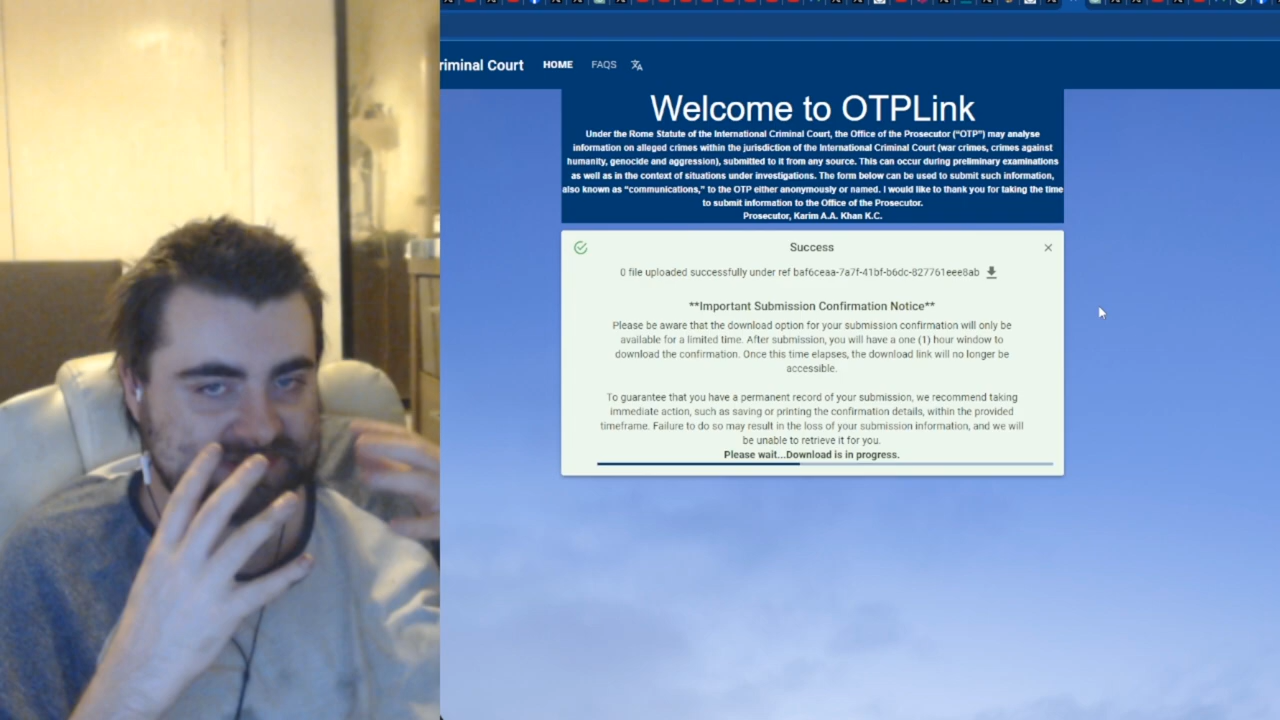 riminal Court HOME FAQS
Welcome to OTPLink
Under the Rome Statute of the International Criminal Court, the Office of the Prosecutor (“OTP”) may analyse
information on alleged crimes within the jurisdiction of the International Criminal Court (war crimes, crimes against
humanity, genocide and aggression), submitted to it from any source. This can occur during preliminary examinations
as well as in the context of situations under investigations. The form below can be used to submit such information,
also known as “communications,” to the OTP either anonymously or named. I would like to thank you for taking the time
to submit information to the Office of the Prosecutor.
Prosecutor, Karim A.A. Khan K.C.
Success
0 file uploaded successfully under ref baf6ceaa-7a7f-41bf-b6dc-827761eee8ab
**Important Submission Confirmation Notice**
Please be aware that the download option for your submission confirmation will only be
available for a limited time. After submission, you will have a one (1) hour window to
download the confirmation. Once this time elapses, the download link will no longer be
accessible.
To guarantee that you have a permanent record of your submission, we recommend taking
immediate action, such as saving or printing the confirmation details, within the provided
timeframe. Failure to do so may result in the loss of your submission information, and we will
be unable to retrieve it for you.
Please wait...Download is in progress.